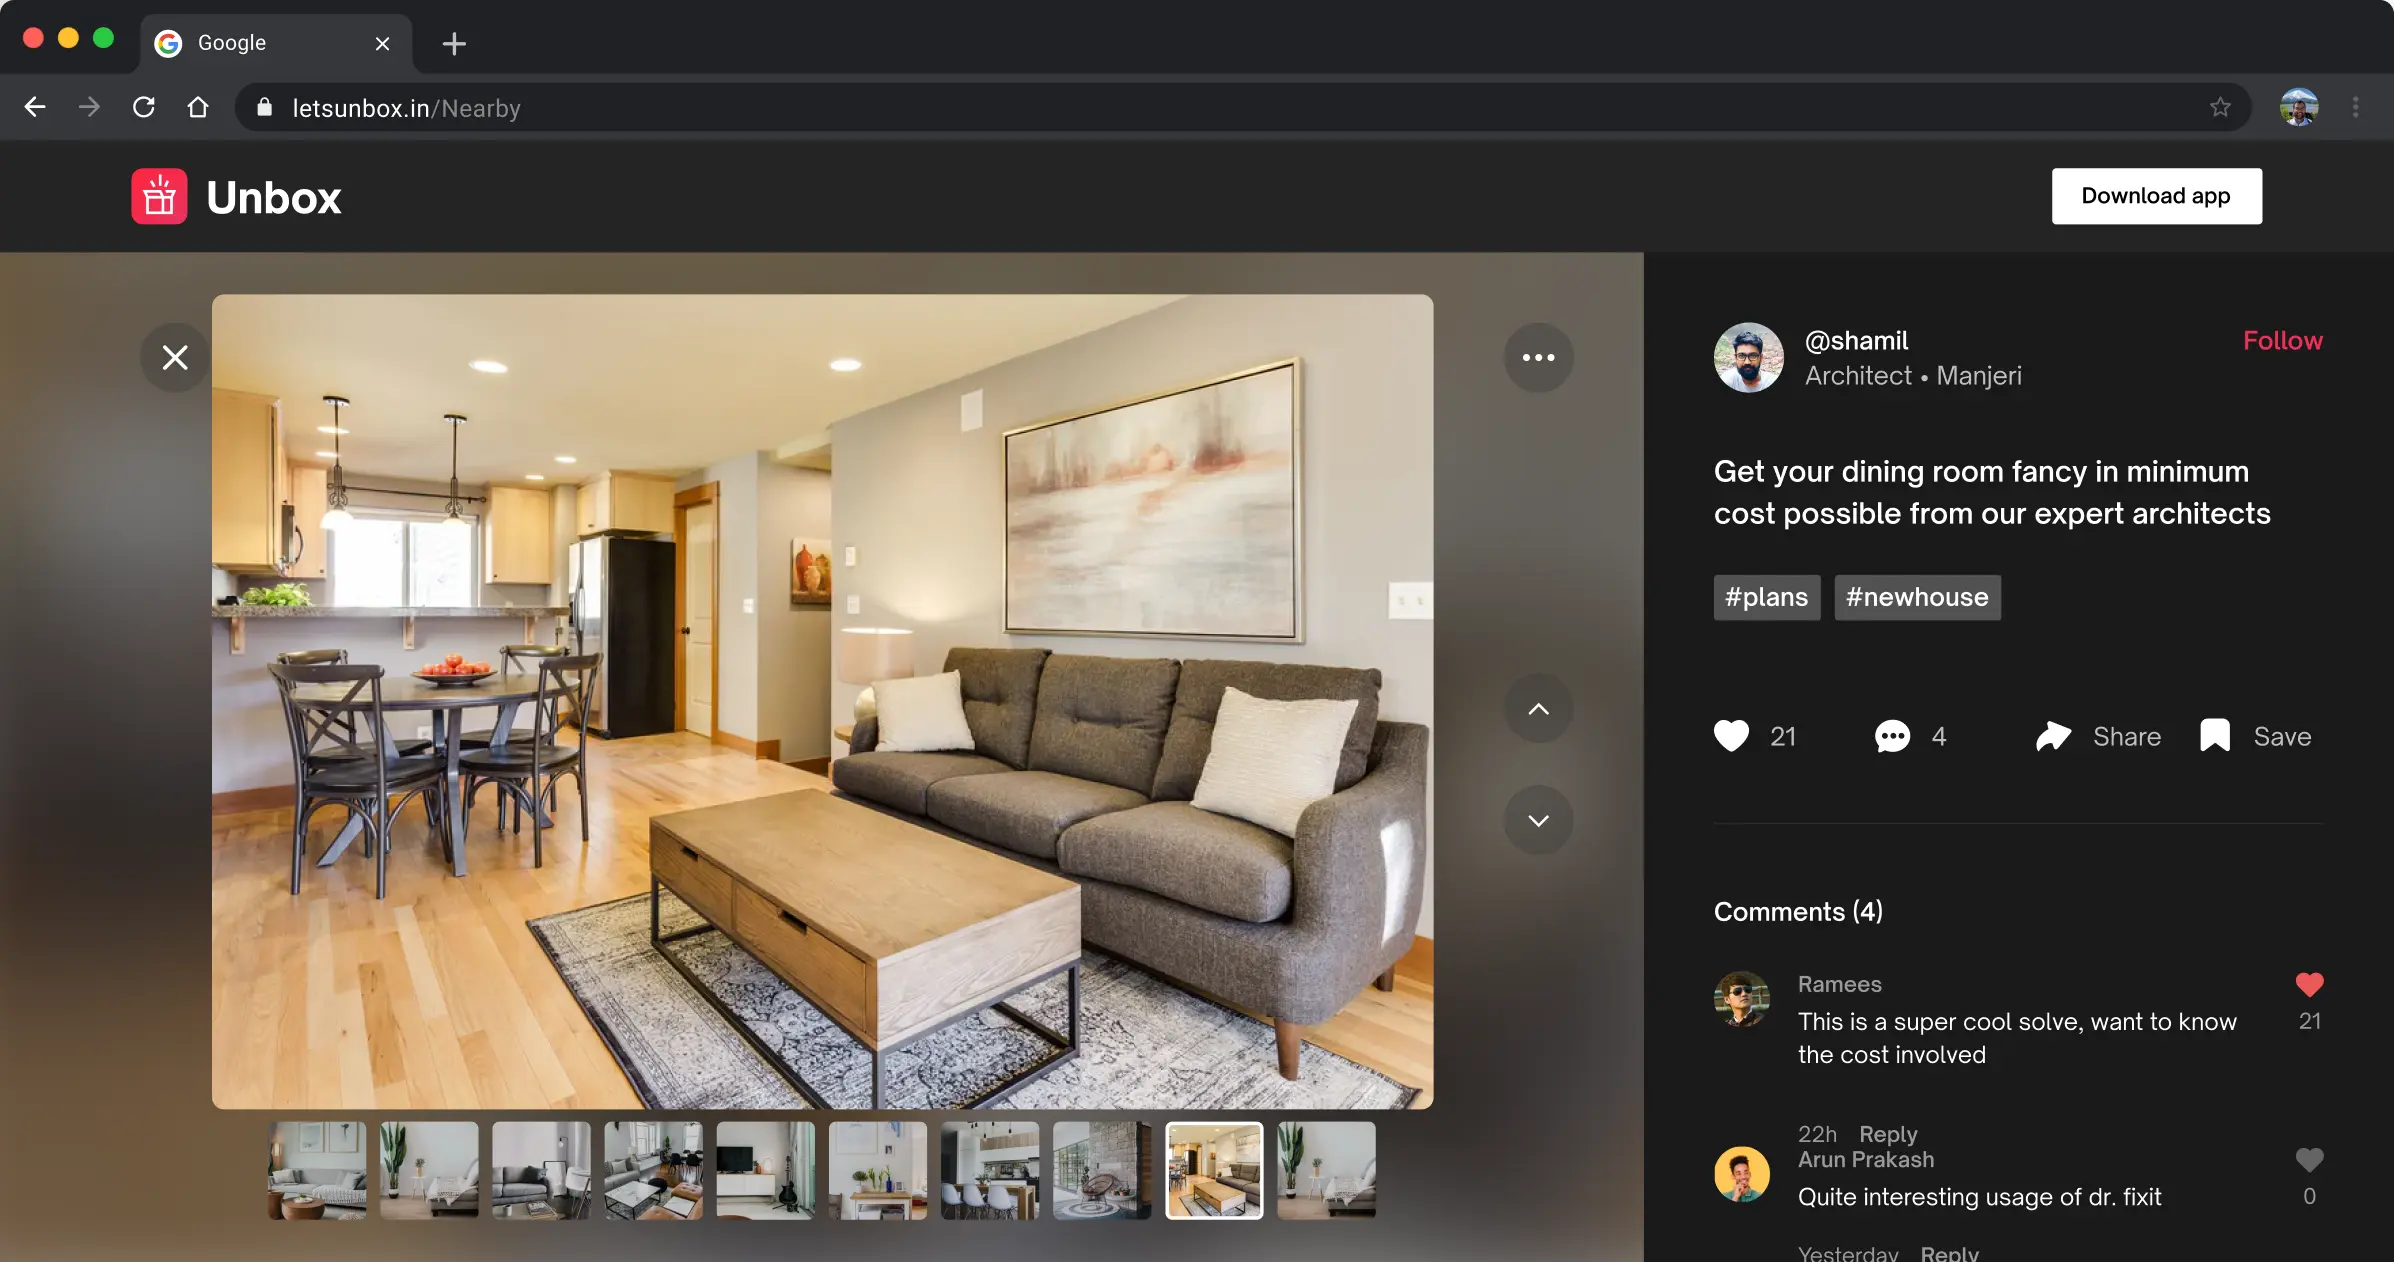 Google
letsunbox.in/Nearby
Unbox
Download app
@shamil
Follow
Architect • Manjeri
Get your dining room fancy in minimum
cost possible from our expert architects
#plans #newhouse
21 4 Share Save
Comments (4)
Ramees
This is a super cool solve, want to know
the cost involved
21
22h Reply
Arun Prakash
Quite interesting usage of dr. fixit
0
Yesterday Reply